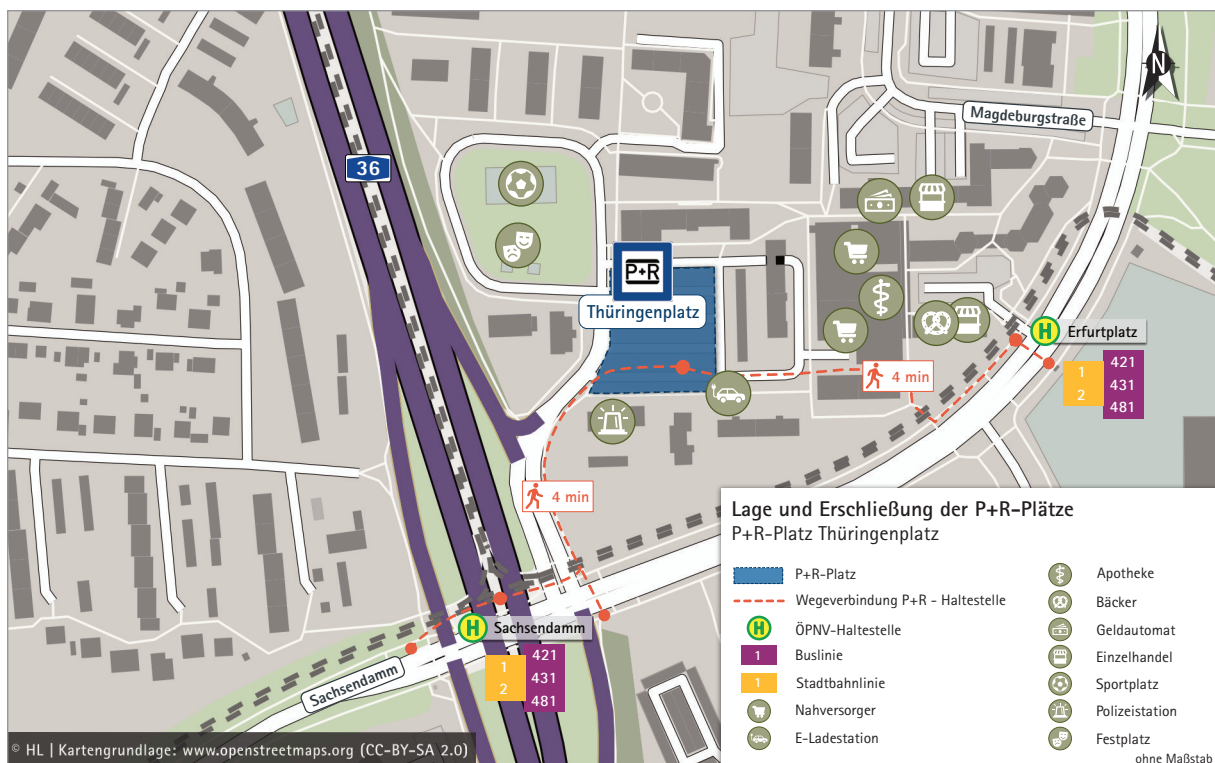 N
Magdeburgstraße
36
P+R
Thüringenplatz
H Erfurtplatz
1
2
421
431
481
4 min
4 min
H Sachsendamm
1
2
421
431
481
Sachsendamm
Lage und Erschließung der P+R-Plätze
P+R-Platz Thüringenplatz
P+R-Platz
Wegeverbindung P+R - Haltestelle
H ÖPNV-Haltestelle
1 Buslinie
1 Stadtbahnlinie
Nahversorger
E-Ladestation
Apotheke
Bäcker
Geldautomat
Einzelhandel
Sportplatz
Polizeistation
Festplatz
ohne Maßstab
© HL | Kartengrundlage: www.openstreetmaps.org (CC-BY-SA 2.0)